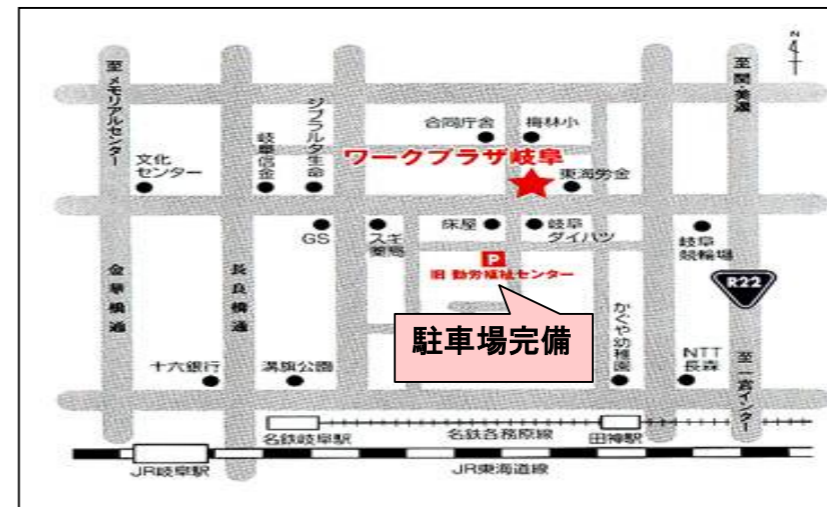 N
至 メモリアルセンター
至 関・美濃
ジブラルタ生命
岐阜信金
合同庁舎
梅林小
ワークプラザ岐阜
文化
センター
東海労金
GS
スギ
薬局
床屋
岐阜
ダイハツ
岐阜
競輪場
P
旧 勤労福祉センター
金華橋通
長良橋通
R22
駐車場完備
かぐや幼稚園
十六銀行
溝旗公園
NTT
長森
至 一宮インター
名鉄岐阜駅
名鉄各務原線
田神駅
JR岐阜駅
JR東海道線